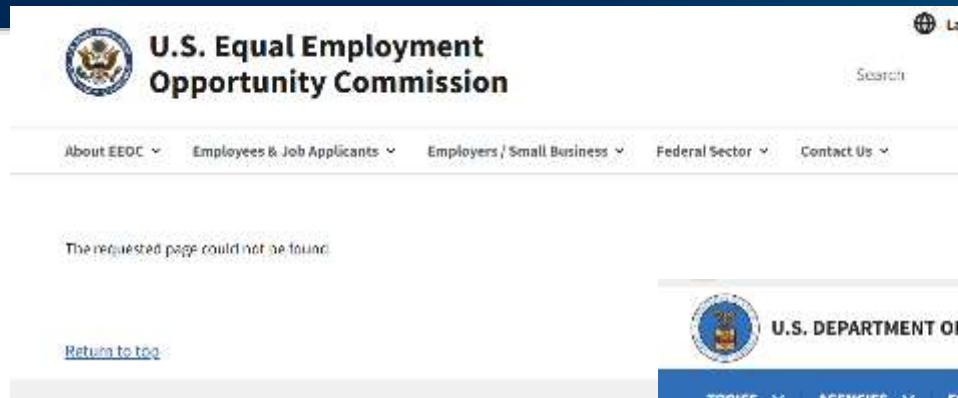 La
U.S. Equal Employment
Opportunity Commission
Search
About EEOC
Employees & Job Applicants
Employers / Small Business
Federal Sector
Contact Us
The requested page could not be found
Return to top
U.S. DEPARTMENT OF
TOPICS
AGENCIES